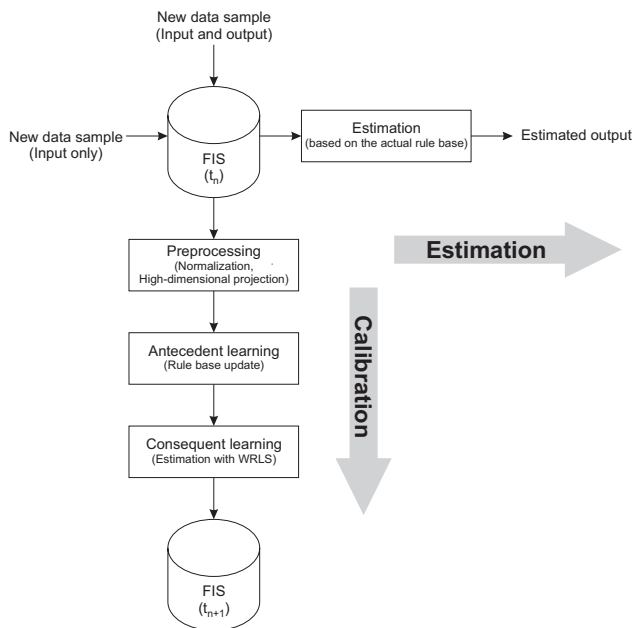 New data sample
(Input and output)
New data sample
(Input only)
FIS
(tn)
Estimation
(based on the actual rule base)
Estimated output
Preprocessing
(Normalization,
High-dimensional projection)
Estimation
Calibration
Antecedent learning
(Rule base update)
Consequent learning
(Estimation with WRLS)
FIS
(tn+1)